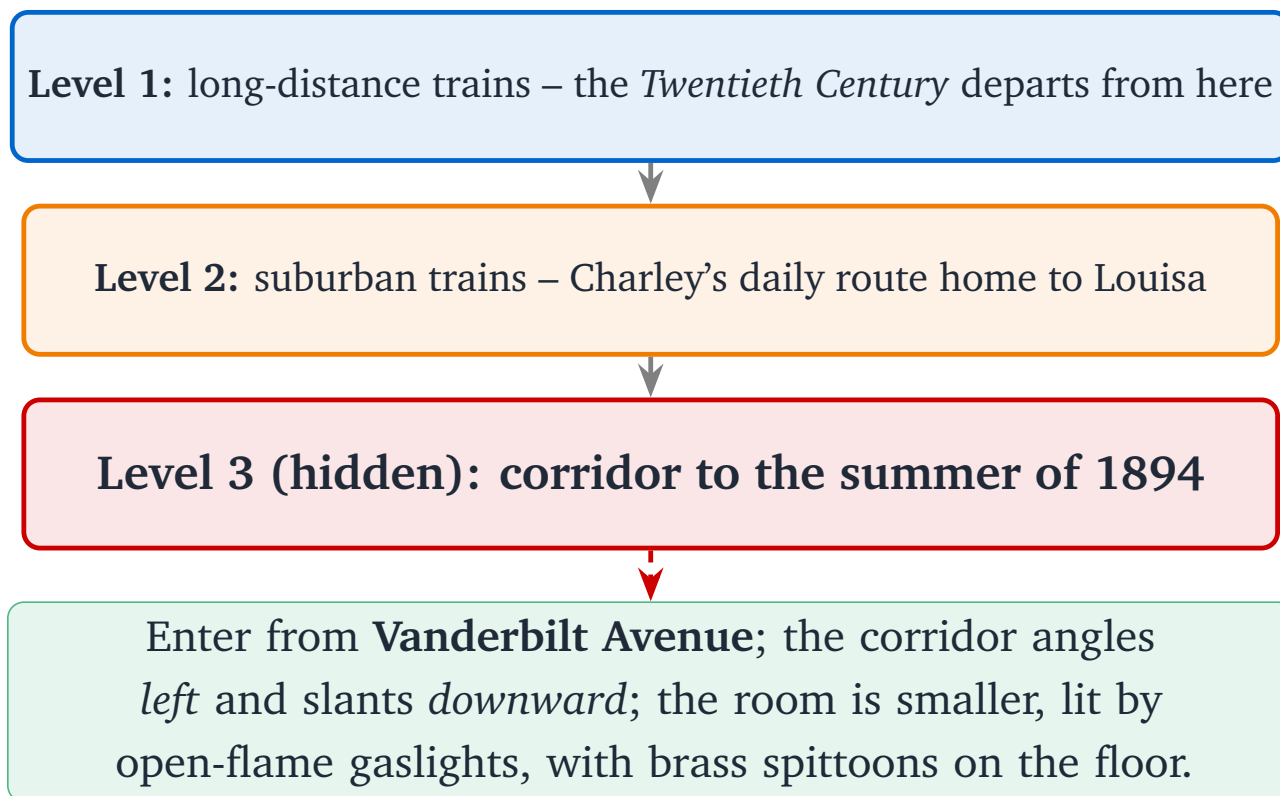 Level 1: long-distance trains – the Twentieth Century departs from here
Level 2: suburban trains – Charley’s daily route home to Louisa
Level 3 (hidden): corridor to the summer of 1894
Enter from Vanderbilt Avenue; the corridor angles
left and slants downward; the room is smaller, lit by
open-flame gaslights, with brass spittoons on the floor.